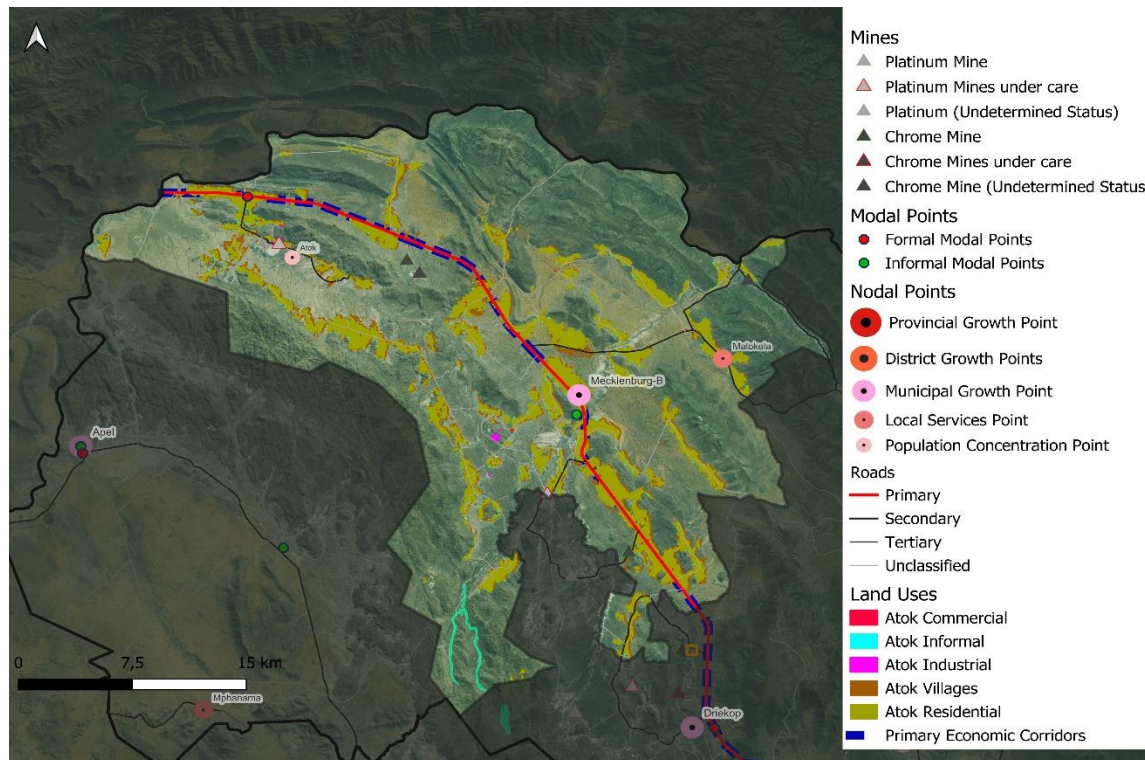 Mines
Platinum Mine
Platinum Mines under care
Platinum (Undetermined Status)
Chrome Mine
Chrome Mines under care
Chrome Mine (Undetermined Status
Modal Points
Formal Modal Points
Informal Modal Points
Nodal Points
Provincial Growth Point
District Growth Points
Municipal Growth Point
Local Services Point
Population Concentration Point
Roads
Primary
Secondary
Tertiary
Unclassified
Land Uses
Atok Commercial
Atok Informal
Atok Industrial
Atok Villages
Atok Residential
Primary Economic Corridors
Atok
Malokela
Mecklenburg-B
Apel
0 7,5 15 km
Mphanama
Driekop